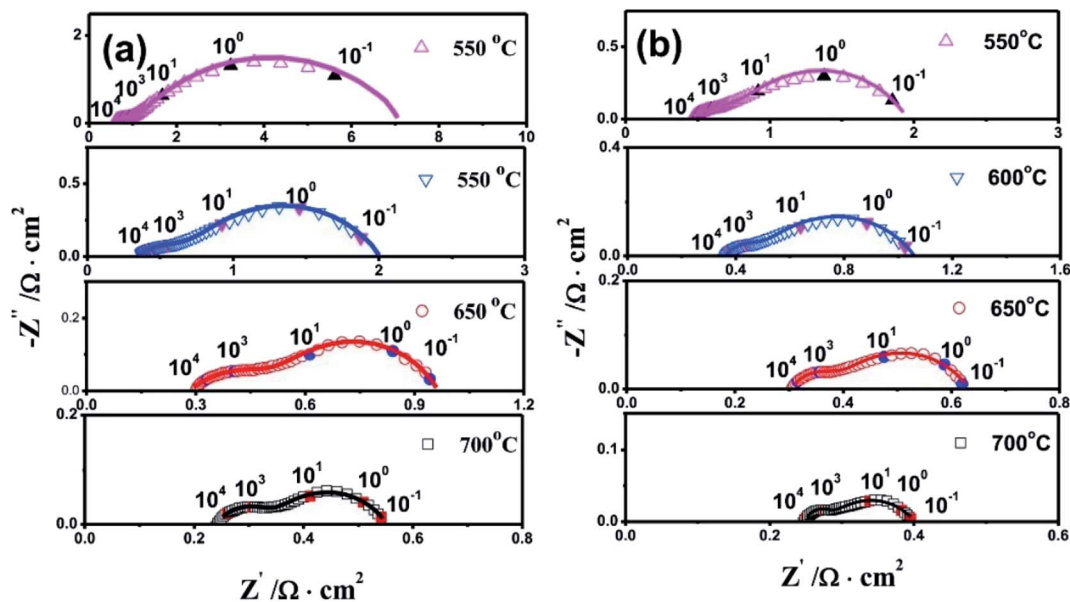 (a)
550 °C
10⁴ 10³ 10¹ 10⁰ 10⁻¹
2
1
0
0 2 4 6 8 10
550 °C
10⁴ 10³ 10¹ 10⁰ 10⁻¹
0.5
0.0
0 1 2 3
650 °C
10⁴ 10³ 10¹ 10⁰ 10⁻¹
0.2
0.0
0.0 0.3 0.6 0.9 1.2
700°C
10⁴ 10³ 10¹ 10⁰ 10⁻¹
0.2
0.0
0.0 0.2 0.4 0.6 0.8
-Z'' /Ω · cm²
Z' /Ω · cm²
(b)
550°C
10⁴ 10³ 10¹ 10⁰ 10⁻¹
0.5
0.0
0 1 2 3
600°C
10⁴ 10³ 10¹ 10⁰ 10⁻¹
0.4
0.2
0.0
0.0 0.4 0.8 1.2 1.6
650°C
10⁴ 10³ 10¹ 10⁰ 10⁻¹
0.2
0.1
0.0
0.0 0.2 0.4 0.6 0.8
700°C
10⁴ 10³ 10¹ 10⁰ 10⁻¹
0.1
0.0
0.0 0.2 0.4 0.6
-Z'' /Ω · cm²
Z' /Ω · cm²